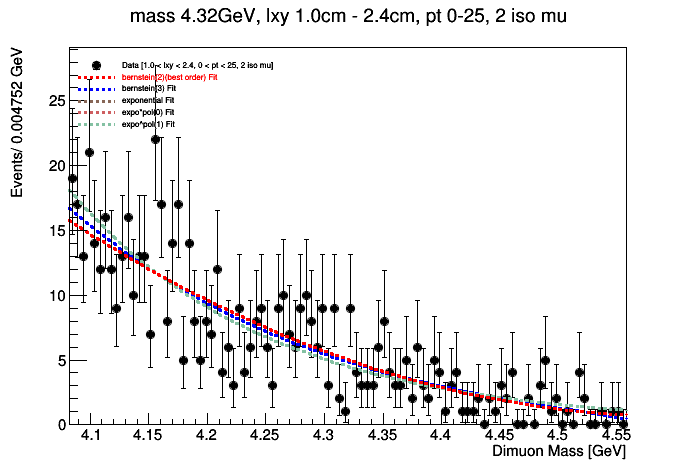 mass 4.32GeV, lxy 1.0cm - 2.4cm, pt 0-25, 2 iso mu
Events/ 0.004752 GeV
Data [1.0 < lxy < 2.4, 0 < pt < 25, 2 iso mu]
bernstein(2)(best order) Fit
bernstein(3) Fit
exponential Fit
expo*pol(0) Fit
expo*pol(1) Fit
25
20
15
10
5
0
4.1 4.15 4.2 4.25 4.3 4.35 4.4 4.45 4.5 4.55
Dimuon Mass [GeV]